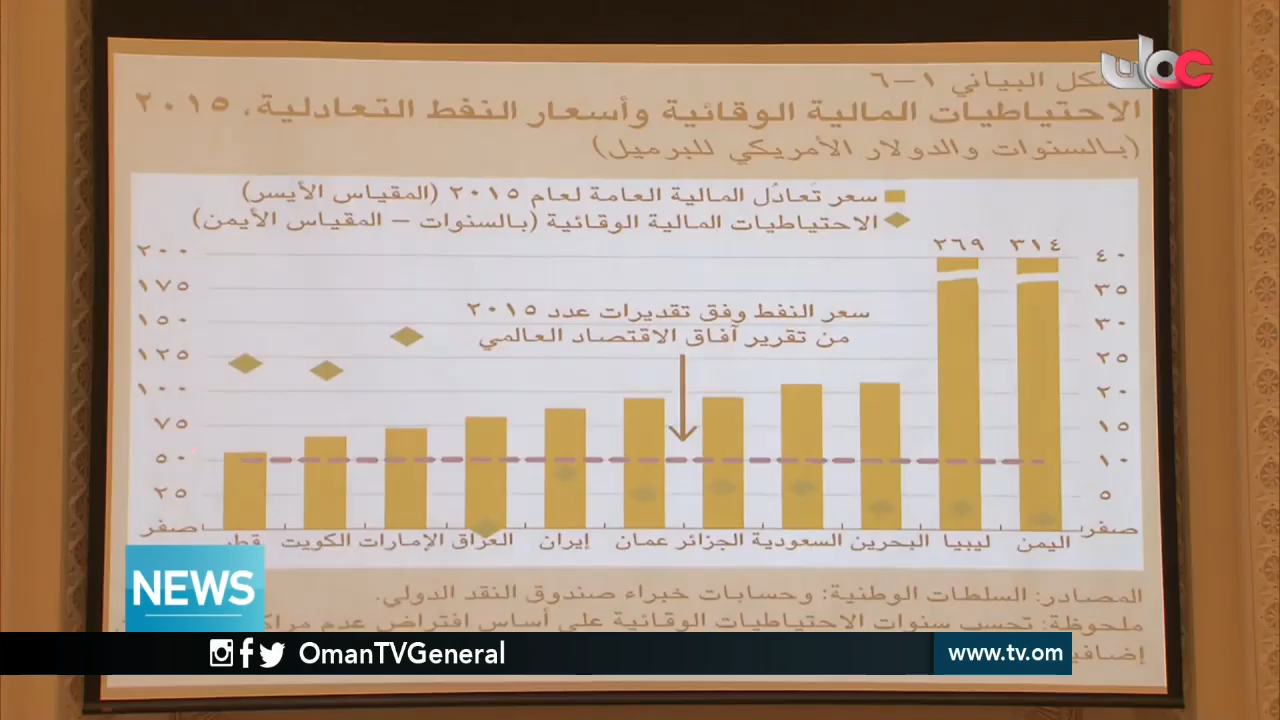 ubc
كل البياني ١–٦
الاحتياطيات المالية الوقائية وأسعار النفط التعادلية، ٢٠١٥
(بالسنوات والدولار الأمريكي للبرميل)
سعر تَعادُل المالية العامة لعام ٢٠١٥ (المقياس الأيسر)
الاحتياطيات المالية الوقائية (بالسنوات – المقياس الأيمن)
٢٦٩ ٣١٤
٢٠٠ ٤٠
١٧٥ ٣٥
١٥٠ ٣٠
١٢٥ ٢٥
١٠٠ ٢٠
٧٥ ١٥
٥٠ ١٠
٢٥ ٥
صفر صفر
سعر النفط وفق تقديرات عدد ٢٠١٥
من تقرير آفاق الاقتصاد العالمي
قطر الكويت الإمارات العراق إيران عمان الجزائر السعودية البحرين ليبيا اليمن
المصادر: السلطات الوطنية؛ وحسابات خبراء صندوق النقد الدولي.
ملحوظة: تحسب سنوات الاحتياطيات الوقائية على أساس افتراض عدم
NEWS
OmanTVGeneral
www.tv.om